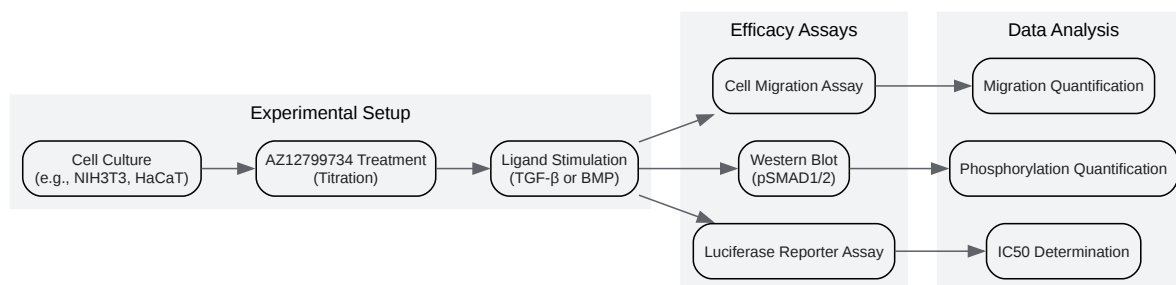 Experimental Setup
Cell Culture
(e.g., NIH3T3, HaCaT)
AZ12799734 Treatment
(Titration)
Ligand Stimulation
(TGF-β or BMP)
Efficacy Assays
Cell Migration Assay
Western Blot
(pSMAD1/2)
Luciferase Reporter Assay
Data Analysis
Migration Quantification
Phosphorylation Quantification
IC50 Determination